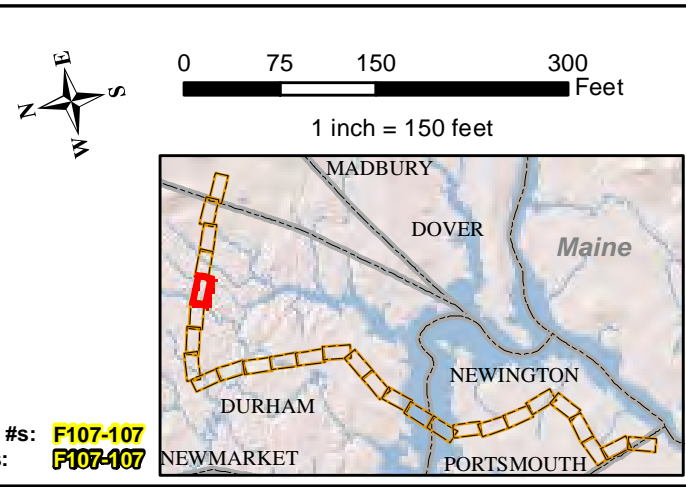 E
N S
W
0 75 150 300
Feet
1 inch = 150 feet
MADBURY
DOVER
Maine
NEWINGTON
DURHAM
#s: F107-107
s: F107-107
NEWMARKET
PORTSMOUTH